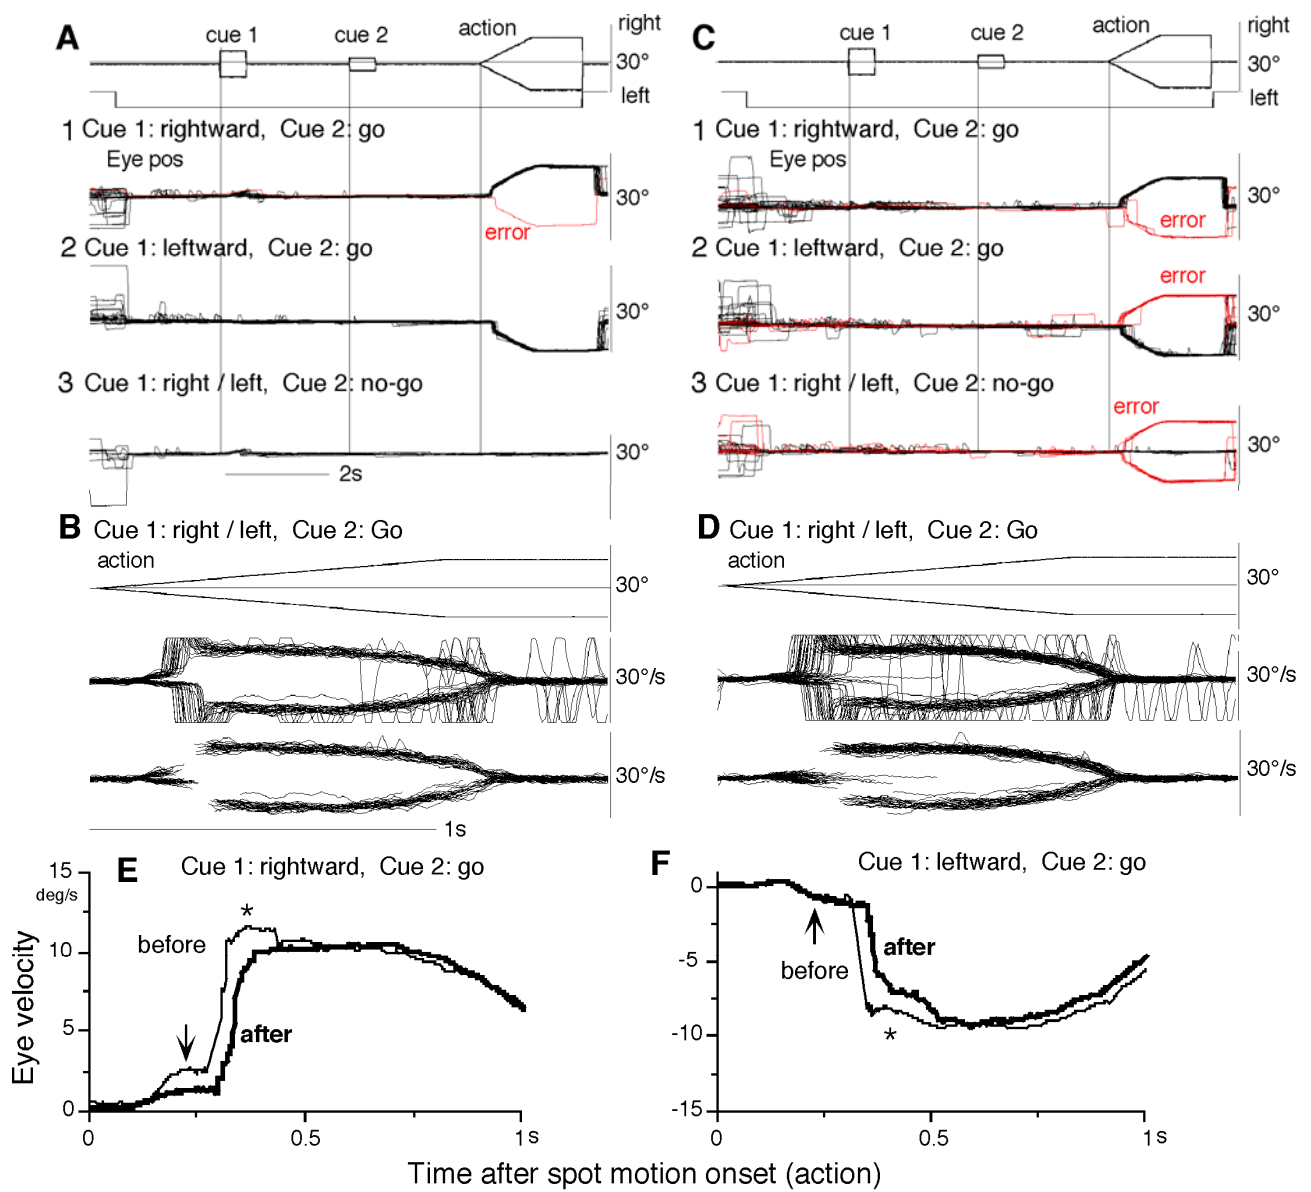 A
cue 1
cue 2
action
right
30°
left
1 Cue 1: rightward, Cue 2: go
Eye pos
30°
error
2 Cue 1: leftward, Cue 2: go
30°
3 Cue 1: right / left, Cue 2: no-go
30°
2s
B Cue 1: right / left, Cue 2: Go
action
30°
30°/s
30°/s
1s
C
cue 1
cue 2
action
right
30°
left
1 Cue 1: rightward, Cue 2: go
Eye pos
30°
error
2 Cue 1: leftward, Cue 2: go
error
30°
3 Cue 1: right / left, Cue 2: no-go
error
30°
D Cue 1: right / left, Cue 2: Go
action
30°
30°/s
30°/s
E Cue 1: rightward, Cue 2: go
15
deg/s
10
5
0
Eye velocity
*
before
after
0
0.5
1s
F Cue 1: leftward, Cue 2: go
0
-5
-10
-15
before
after
*
0
0.5
1s
Time after spot motion onset (action)